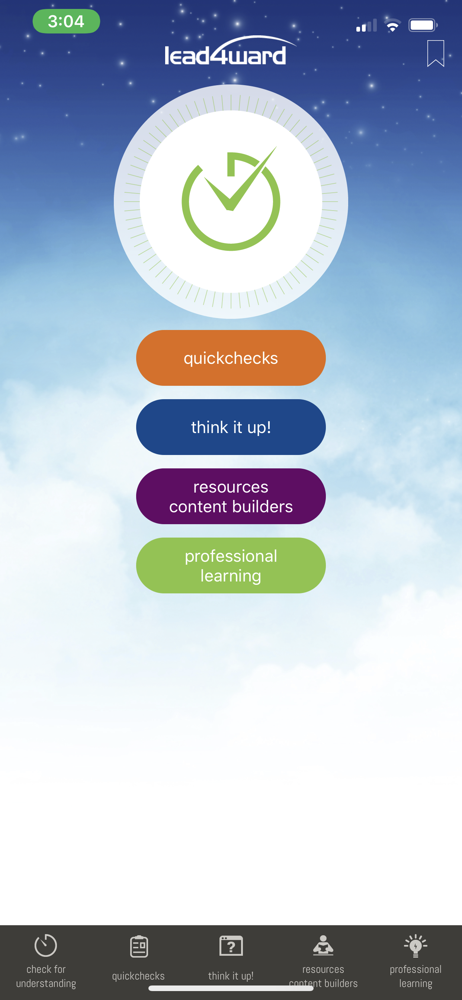 3:04
lead4ward
quickchecks
think it up!
resources
content builders
professional
learning
check for
understanding
quickchecks
think it up!
resources
content builders
professional
learning